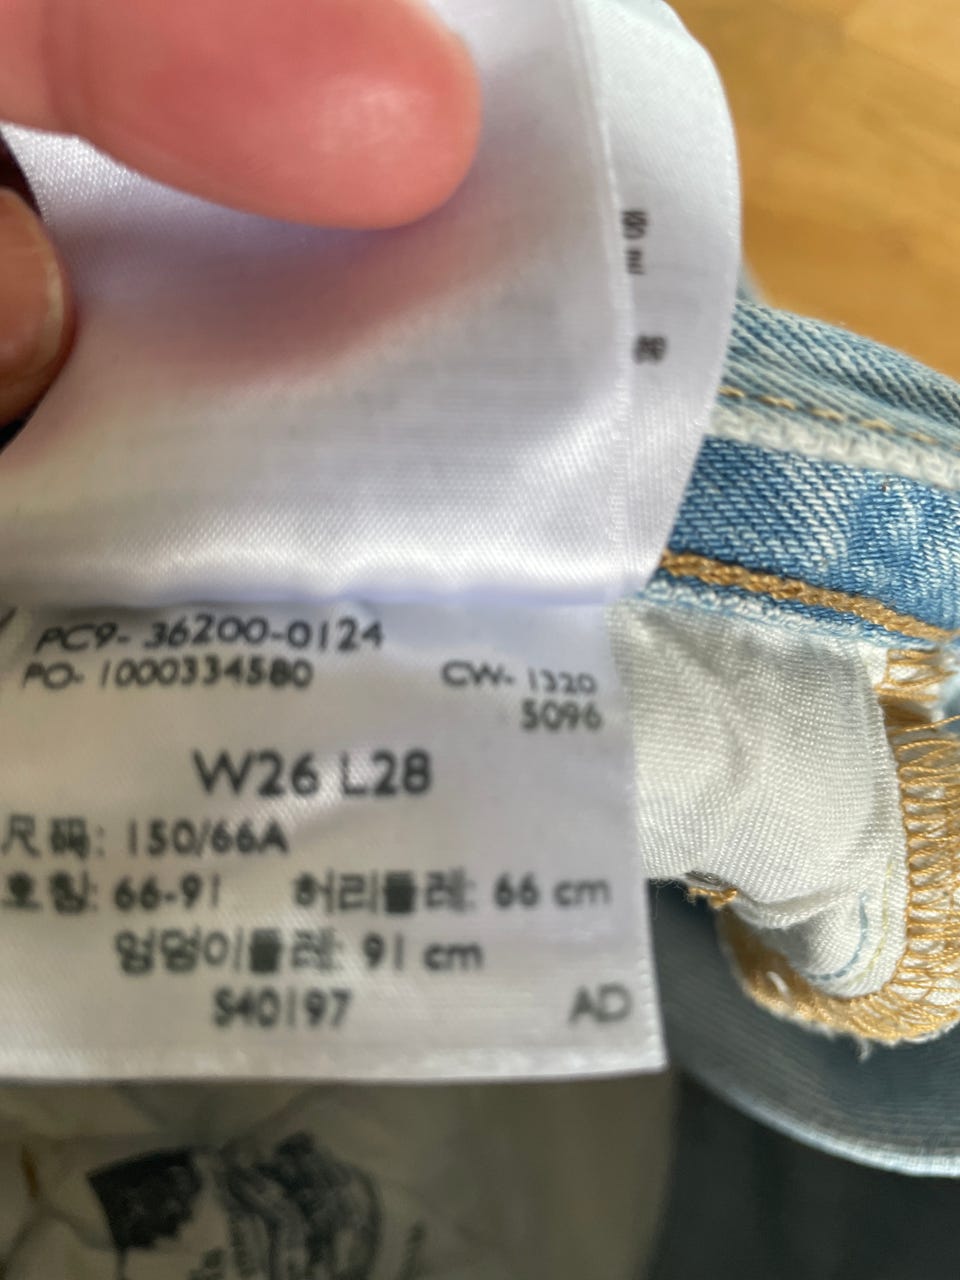 PC9- 36200-0124
PO- 1000334580 CW- 1320
5096
W26 L28
尺码: 150/66A
호칭: 66-91 허리둘레: 66 cm
엉덩이둘레: 91 cm
S40197 AD